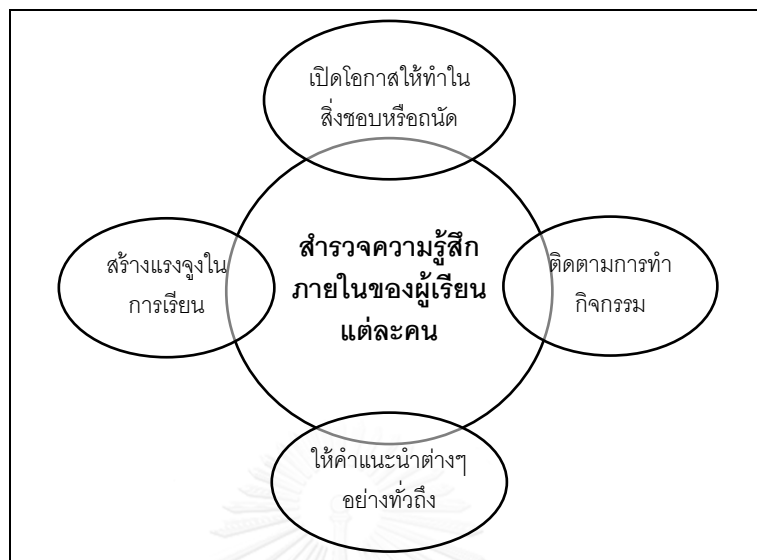 เปิดโอกาสให้ทำใน
สิ่งชอบหรือถนัด
สร้างแรงจูงใน
การเรียน
สำรวจความรู้สึก
ภายในของผู้เรียน
แต่ละคน
ติดตามการทำ
กิจกรรม
ให้คำแนะนำต่างๆ
อย่างทั่วถึง